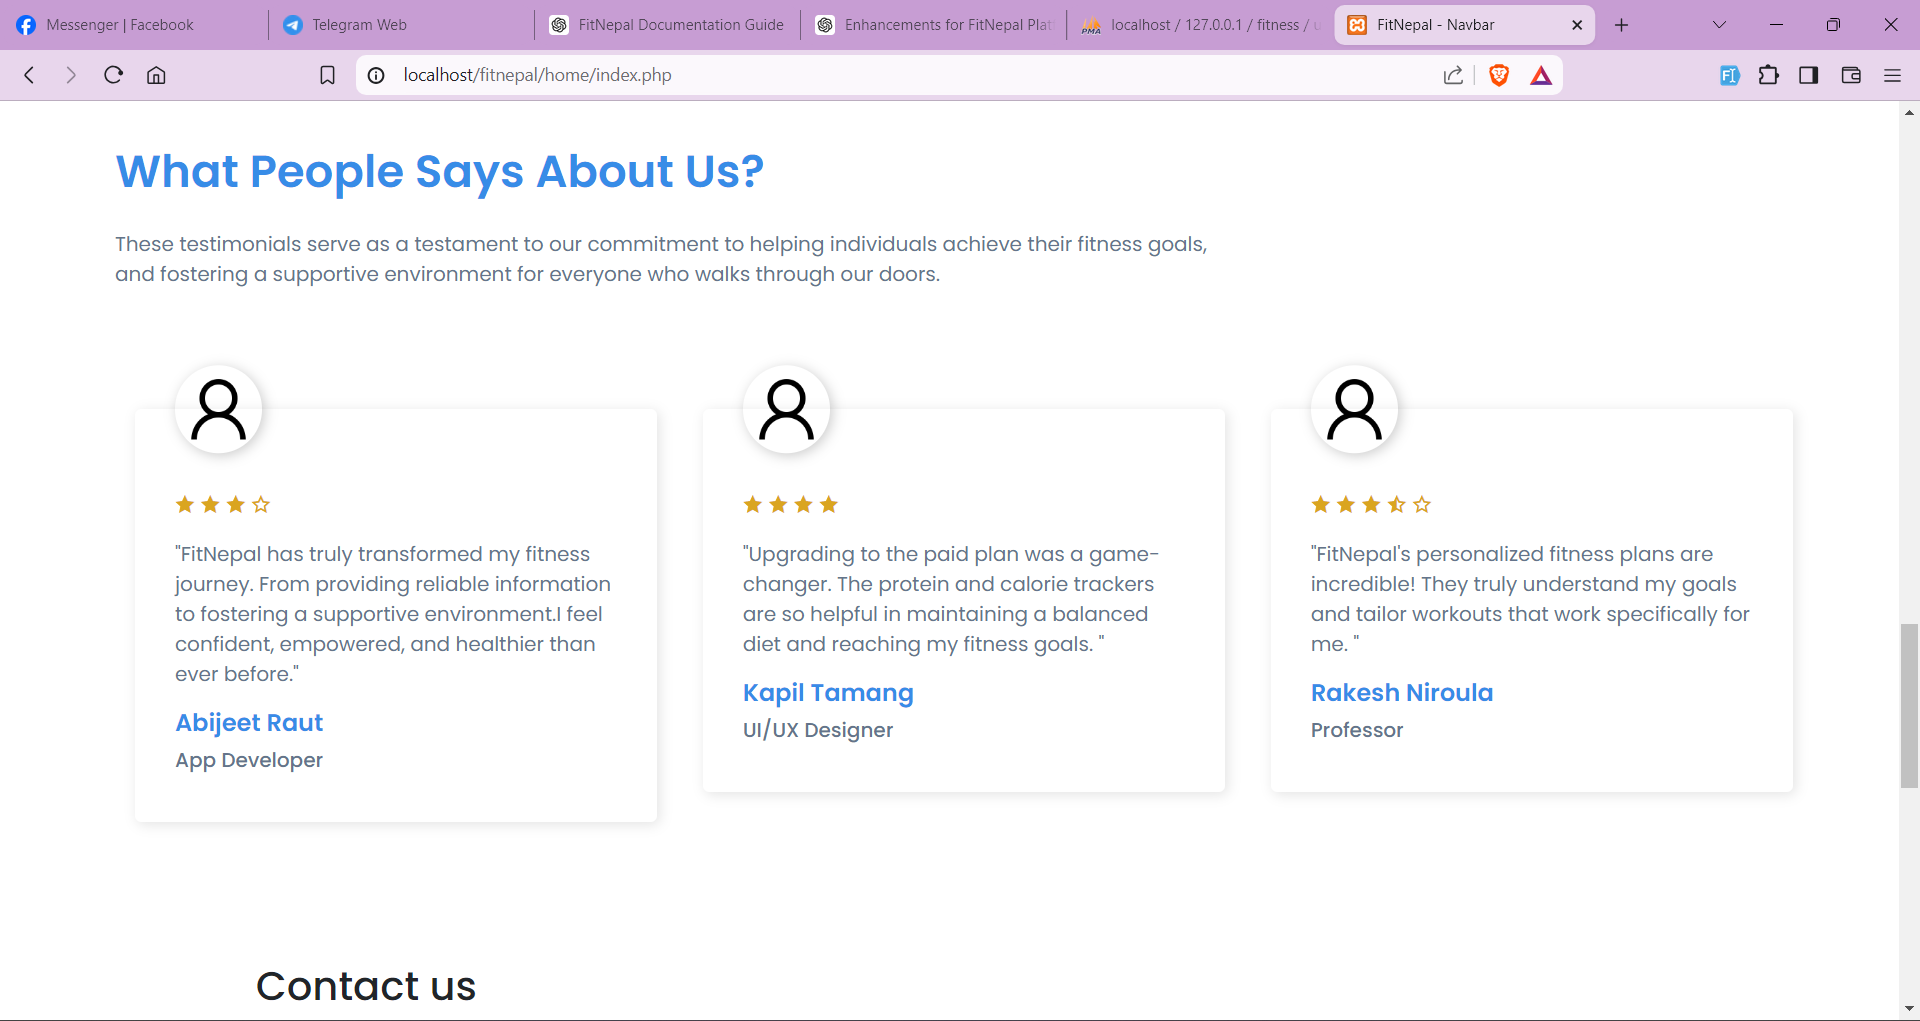 Messenger | Facebook
Telegram Web
FitNepal Documentation Guide
Enhancements for FitNepal Plat
localhost / 127.0.0.1 / fitness / u
FitNepal - Navbar
localhost/fitnepal/home/index.php
What People Says About Us?
These testimonials serve as a testament to our commitment to helping individuals achieve their fitness goals,
and fostering a supportive environment for everyone who walks through our doors.
"FitNepal has truly transformed my fitness
journey. From providing reliable information
to fostering a supportive environment.I feel
confident, empowered, and healthier than
ever before."
Abijeet Raut
App Developer
"Upgrading to the paid plan was a game-
changer. The protein and calorie trackers
are so helpful in maintaining a balanced
diet and reaching my fitness goals. "
Kapil Tamang
UI/UX Designer
"FitNepal's personalized fitness plans are
incredible! They truly understand my goals
and tailor workouts that work specifically for
me. "
Rakesh Niroula
Professor
Contact us